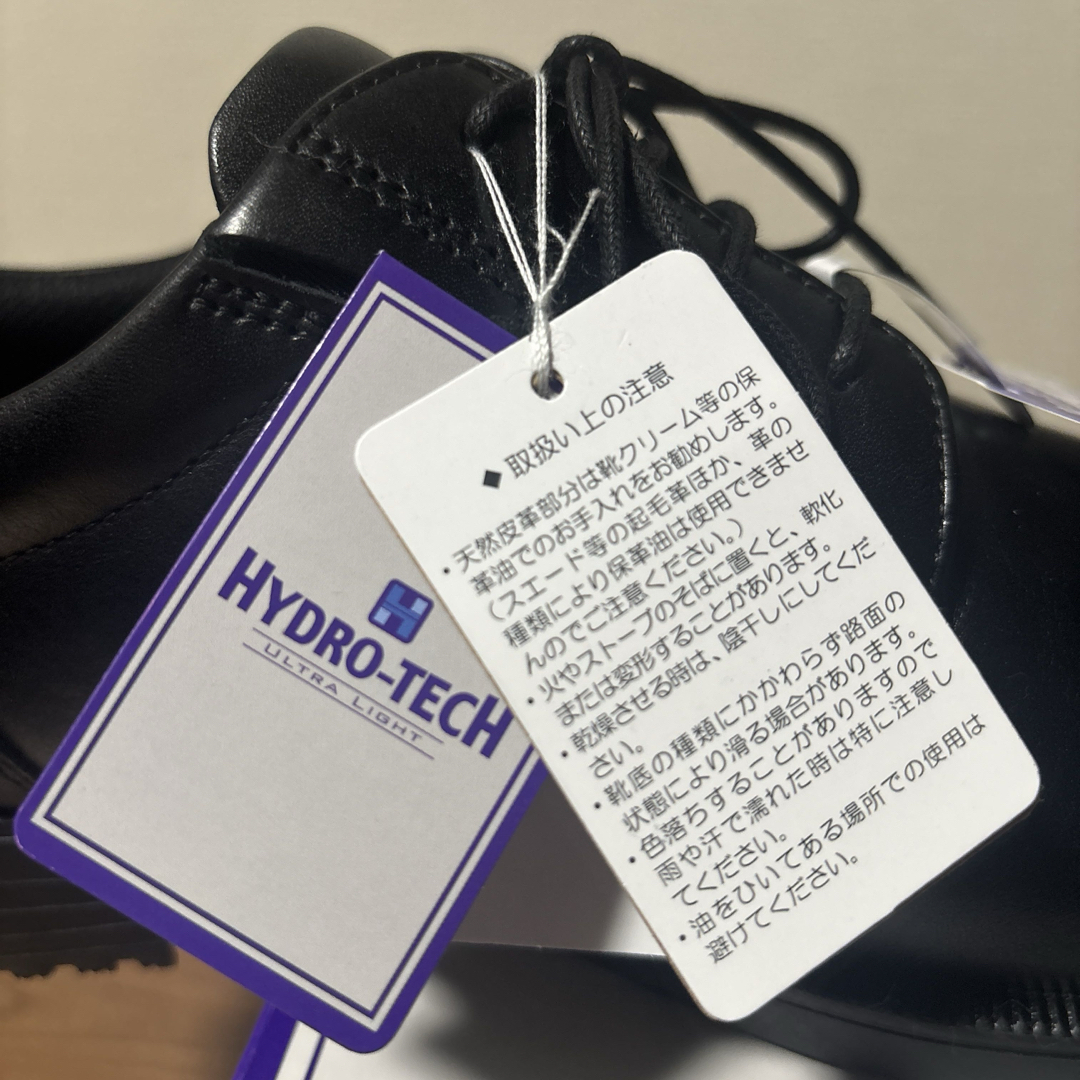 HYDRO-TECH
ULTRA LIGHT
◆ 取扱い上の注意
・天然皮革部分は靴クリーム等の保
革油でのお手入れをお勧めします。
(スエード等の起毛革ほか、革の
種類により保革油は使用できませ
んのでご注意ください。)
・火やストーブのそばに置くと、軟化
または変形することがあります。
・乾燥させる時は、陰干しにしてくだ
さい。
・靴底の種類にかかわらず路面の
状態により滑る場合があります。
・色落ちすることがありますので
雨や汗で濡れた時は特に注意し
てください。
・油をひいてある場所での使用は
避けてください。